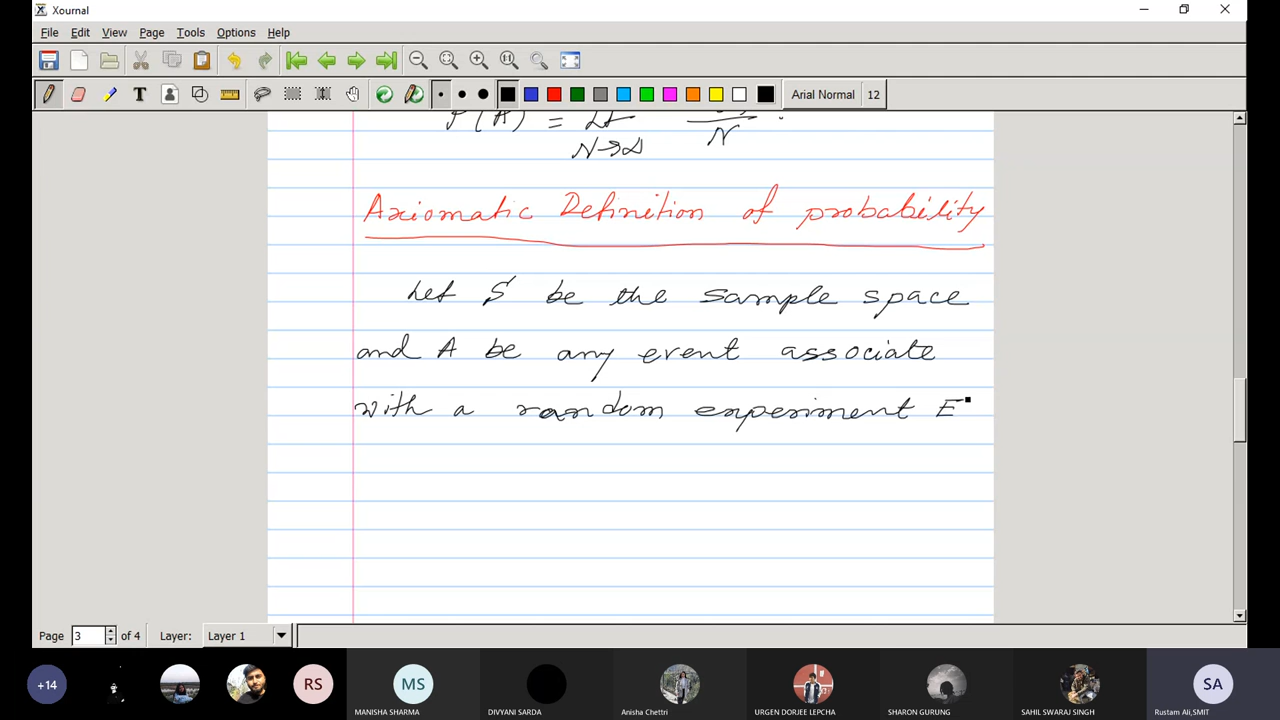 Xournal
File Edit View Page Tools Options Help
Arial Normal 12
P(A) = Lt
N→∞ N
Axiomatic Definition of probability
Let S be the sample space
and A be any event associate
with a random experiment E
Page 3 of 4 Layer: Layer 1
+14 RS MS SA
MANISHA SHARMA DIVYANI SARDA Anisha Chettri URGEN DORJEE LEPCHA SHARON GURUNG SAHIL SWARAJ SINGH Rustam Ali,SMIT